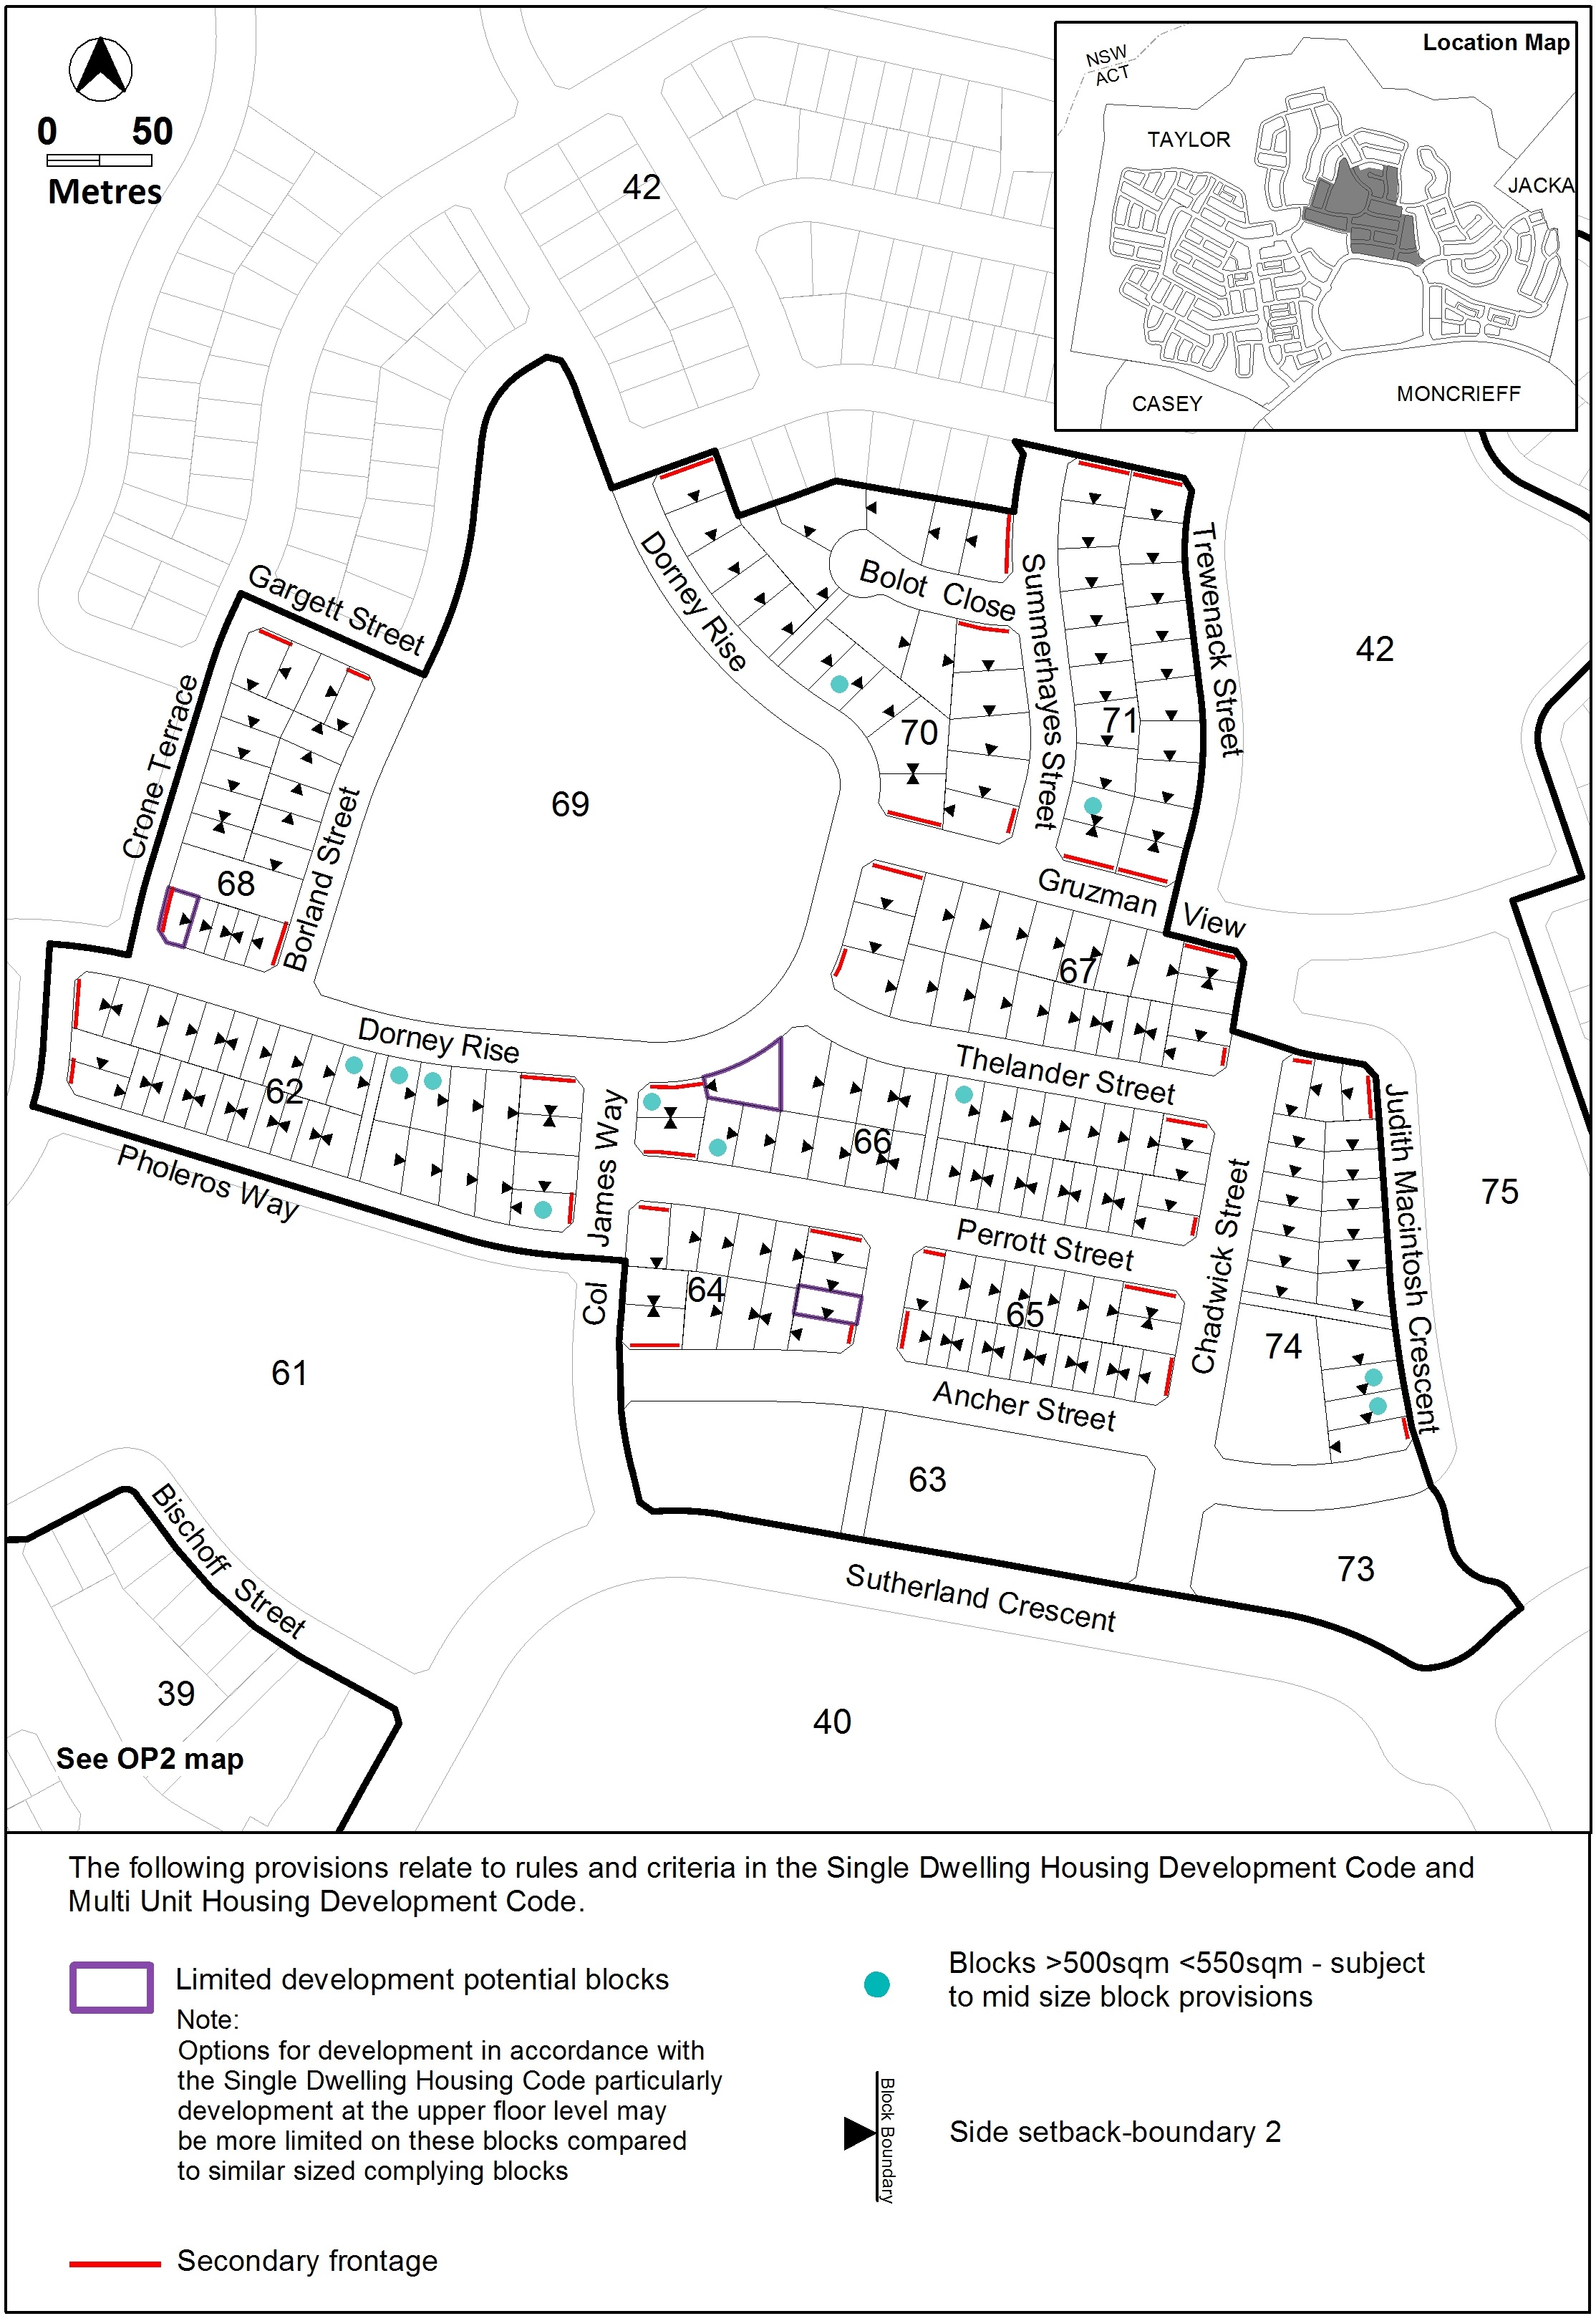 Location Map
NSW
ACT
TAYLOR
JACKA
CASEY
MONCRIEFF
0 50
Metres
42
Gargett Street
Dorney Rise
Bolot Close
Summerhayes Street
Trewenack Street
42
Crone Terrace
Borland Street
69
70
71
68
Gruzman View
67
Dorney Rise
Thelander Street
62
66
James Way
Col
Pholeros Way
Perrott Street
Chadwick Street
Judith Macintosh Crescent
75
64
65
74
61
Ancher Street
63
73
Bischoff Street
Sutherland Crescent
39
40
See OP2 map
The following provisions relate to rules and criteria in the Single Dwelling Housing Development Code and
Multi Unit Housing Development Code.
Limited development potential blocks
Note:
Options for development in accordance with
the Single Dwelling Housing Code particularly
development at the upper floor level may
be more limited on these blocks compared
to similar sized complying blocks
Secondary frontage
Blocks >500sqm <550sqm - subject
to mid size block provisions
Block Boundary
Side setback-boundary 2